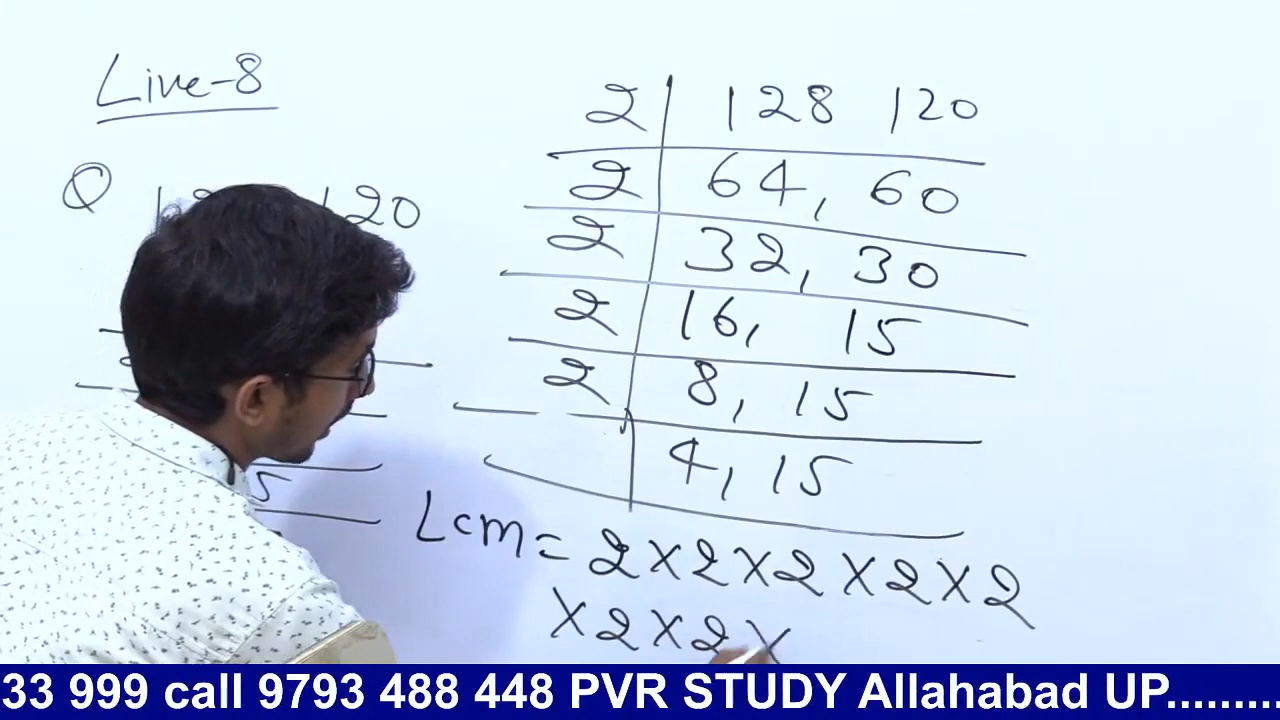 Live-8
Q 120
5
2 128 120
2 64, 60
2 32, 30
2 16, 15
2 8, 15
4, 15
Lcm = 2 X 2 X 2 X 2 X 2
X 2 X 2 X
33 999 call 9793 488 448 PVR STUDY Allahabad UP.........